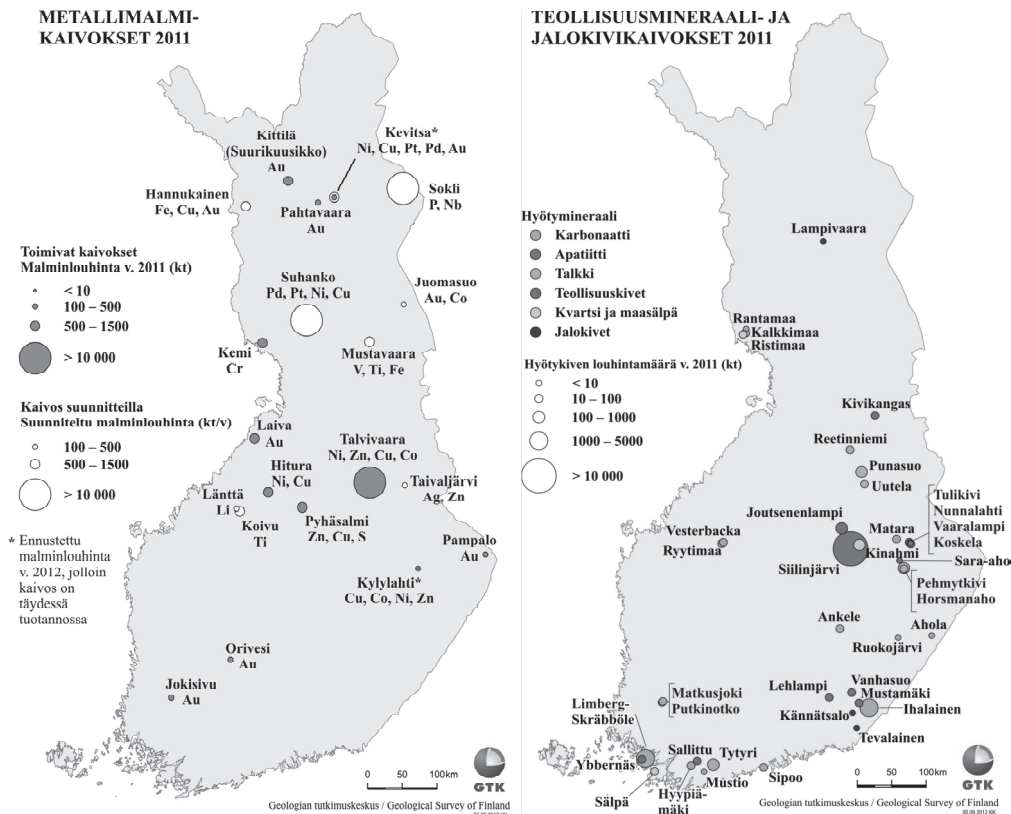 METALLIMALMI-
KAIVOKSET 2011
Kittilä
(Suurikuusikko)
Au
Kevitsa*
Ni, Cu, Pt, Pd, Au
Hannukainen
Fe, Cu, Au
Pahtavaara
Au
Sokli
P, Nb
Toimivat kaivokset
Malminlouhinta v. 2011 (kt)
< 10
100 – 500
500 – 1500
> 10 000
Suhanko
Pd, Pt, Ni, Cu
Juomasuo
Au, Co
Kemi
Cr
Mustavaara
V, Ti, Fe
Kaivos suunnitteilla
Suunniteltu malminlouhinta (kt/v)
100 – 500
500 – 1500
> 10 000
Laiva
Au
Talvivaara
Ni, Zn, Cu, Co
Hitura
Ni, Cu
Taivaljärvi
Ag, Zn
Länttä
Li
Koivu
Ti
Pyhäsalmi
Zn, Cu, S
Pampalo
Au
* Ennustettu
malminlouhinta
v. 2012, jolloin
kaivos on
täydessä
tuotannossa
Kylylahti*
Cu, Co, Ni, Zn
Orivesi
Au
Jokisivu
Au
0 50 100km
GTK
Geologian tutkimuskeskus / Geological Survey of Finland
TEOLLISUUSMINERAALI- JA
JALOKIVIKAIVOKSET 2011
Hyötymineraali
Karbonaatti
Apatiitti
Talkki
Teollisuuskivet
Kvartsi ja maasälpä
Jalokivet
Lampivaara
Rantamaa
Kalkkimaa
Ristimaa
Hyötykiven louhintamäärä v. 2011 (kt)
< 10
10 – 100
100 – 1000
1000 – 5000
> 10 000
Kivikangas
Reetinniemi
Punasuo
Uutela
Tulikivi
Nunnalahti
Vaaralampi
Koskela
Joutsenenlampi
Matara
Vesterbacka
Ryytimaa
Kinahmi
Sara-aho
Siilinjärvi
Pehmytkivi
Horsmanaho
Ankele
Ahola
Ruokojärvi
Lehlampi
Vanhasuo
Mustamäki
Ihalainen
Kännätsalo
Tevalainen
Matkusjoki
Putkinotko
Limberg-
Skräbböle
Sallittu
Tytyri
Ybbernäs
Mustio
Sipoo
Sälpä
Hyypiä-
mäki
0 50 100km
GTK
Geologian tutkimuskeskus / Geological Survey of Finland
05.09.2012 KK